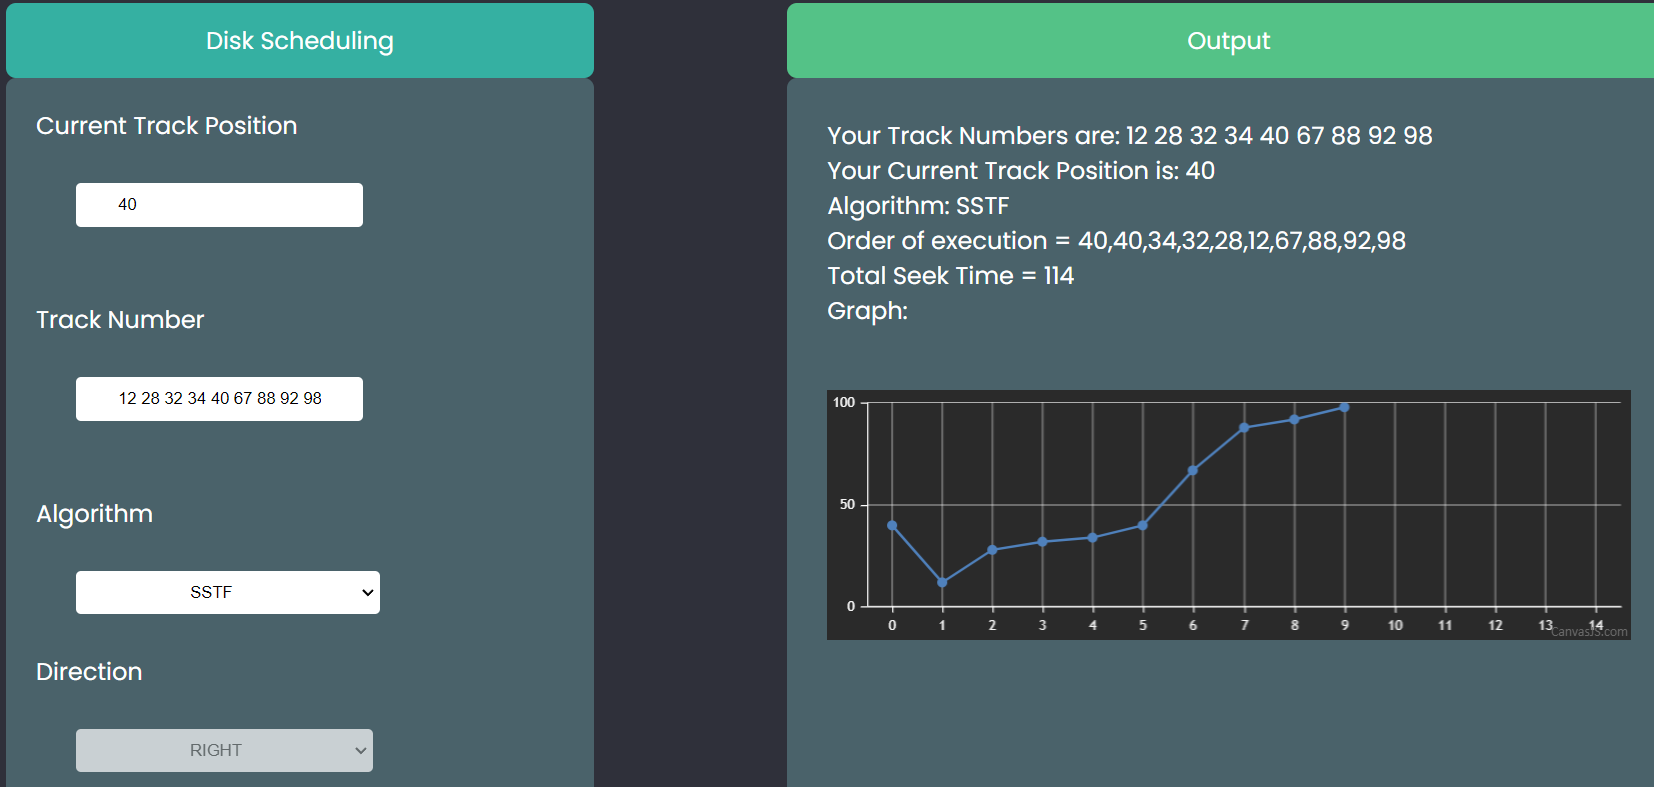 Disk Scheduling
Current Track Position
40
Track Number
12 28 32 34 40 67 88 92 98
Algorithm
SSTF
Direction
RIGHT
Output
Your Track Numbers are: 12 28 32 34 40 67 88 92 98
Your Current Track Position is: 40
Algorithm: SSTF
Order of execution = 40,40,34,32,28,12,67,88,92,98
Total Seek Time = 114
Graph:
100
50
0
0 1 2 3 4 5 6 7 8 9 10 11 12 13 14
CanvasJS.com